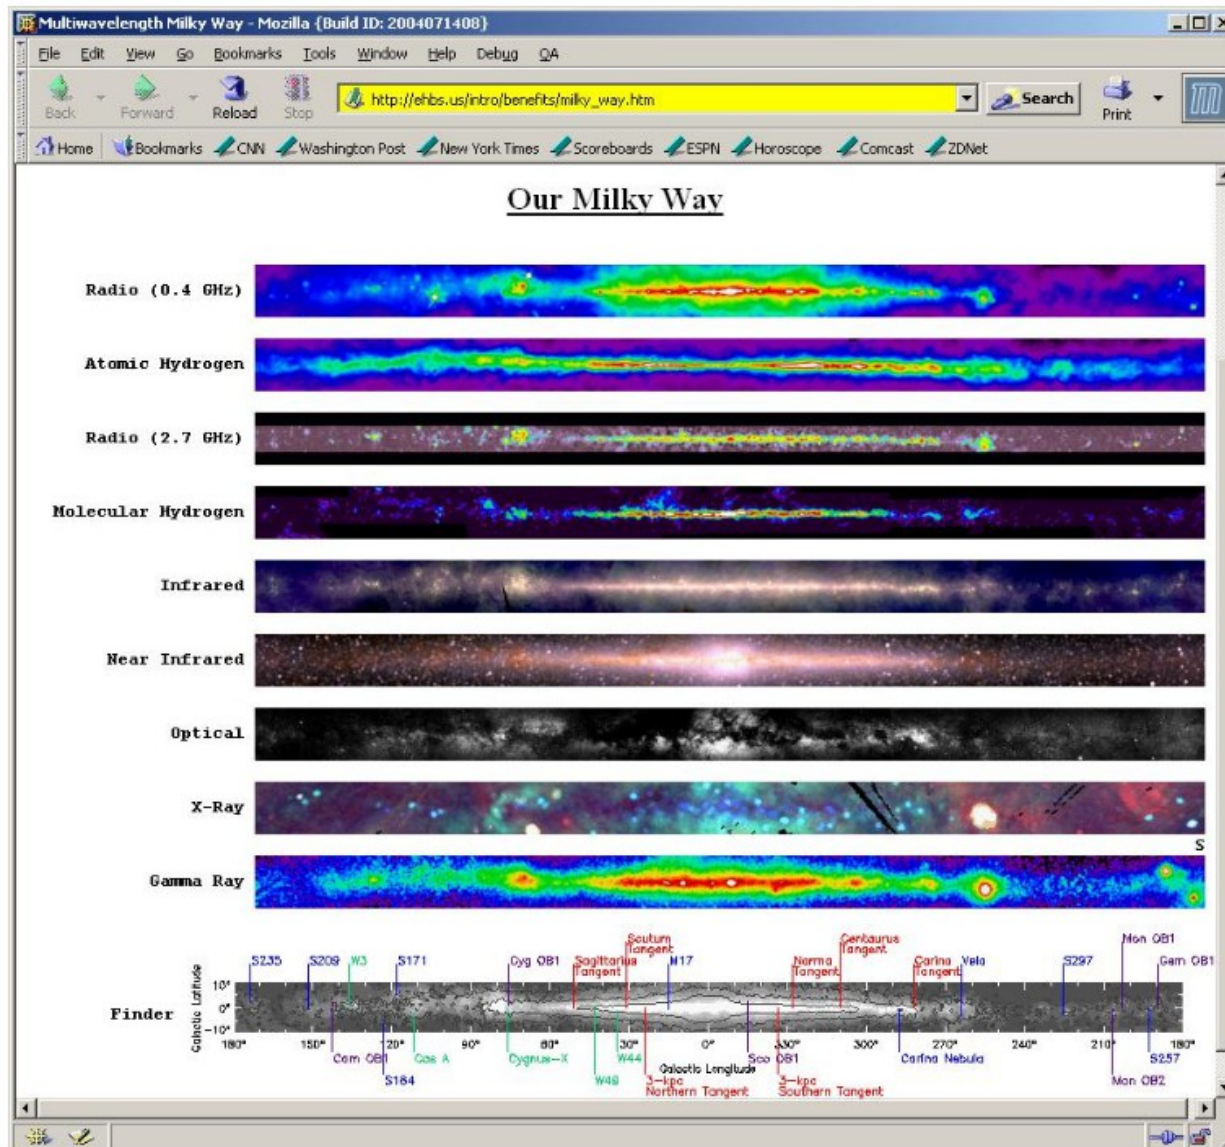 Multiwavelength Milky Way - Mozilla {Build ID: 2004071408}
File Edit View Go Bookmarks Tools Window Help Debug QA
Back Forward Reload Stop http://ehbs.us/intro/benefits/milky_way.htm Search Print
Home Bookmarks CNN Washington Post New York Times Scoreboards ESPN Horoscope Comcast ZDNet
Our Milky Way
Radio (0.4 GHz)
Atomic Hydrogen
Radio (2.7 GHz)
Molecular Hydrogen
Infrared
Near Infrared
Optical
X-Ray
S
Gamma Ray
Scutum Tangent Centaurus Tangent Mon OB1
S235 S209 W3 S171 Cyg OB1 Sagittarius Tangent M17 Norma Tangent Carina Tangent Vela S297 Gem OB1
Finder
Galactic Latitude
10°
0°
-10°
180° 150° 120° 90° 60° 30° 0° 330° 300° 270° 240° 210° 180°
Cam OB1 Cas A Cygnus-X W44 Sco OB1 Carina Nebula S257
Galactic Longitude
S184 W49 3-kpc Northern Tangent 3-kpc Southern Tangent Mon OB2